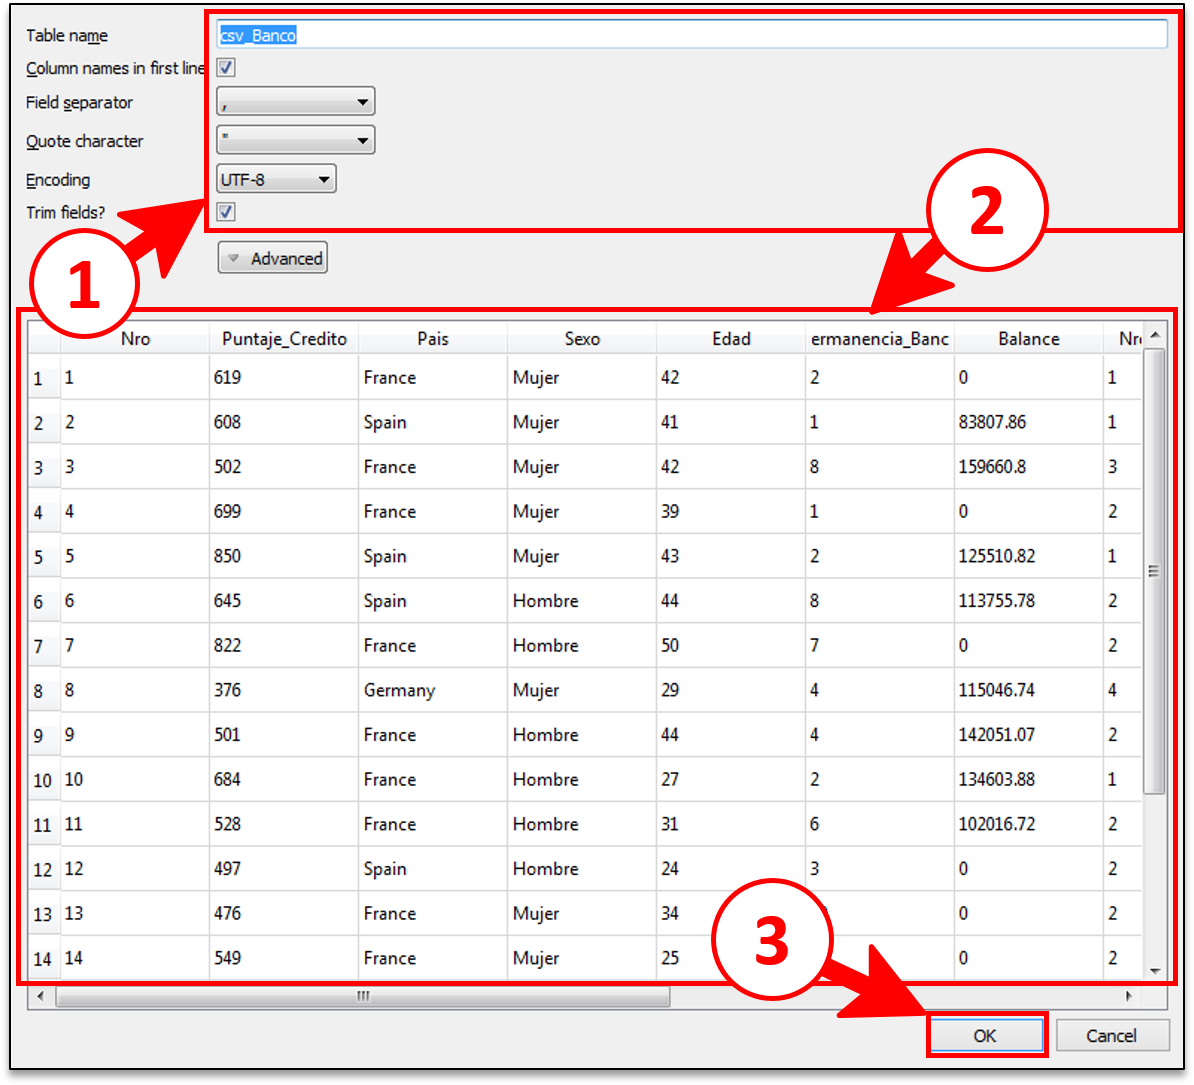 Table name csv_Banco
Column names in first line
Field separator ,
Quote character "
Encoding UTF-8
Trim fields?
1
2
Advanced
Nro Puntaje_Credito Pais Sexo Edad ermanencia_Banc Balance Nr
1 1 619 France Mujer 42 2 0 1
2 2 608 Spain Mujer 41 1 83807.86 1
3 3 502 France Mujer 42 8 159660.8 3
4 4 699 France Mujer 39 1 0 2
5 5 850 Spain Mujer 43 2 125510.82 1
6 6 645 Spain Hombre 44 8 113755.78 2
7 7 822 France Hombre 50 7 0 2
8 8 376 Germany Mujer 29 4 115046.74 4
9 9 501 France Hombre 44 4 142051.07 2
10 10 684 France Hombre 27 2 134603.88 1
11 11 528 France Hombre 31 6 102016.72 2
12 12 497 Spain Hombre 24 3 0 2
13 13 476 France Mujer 34 0 2
14 14 549 France Mujer 25 0 2
3
OK Cancel